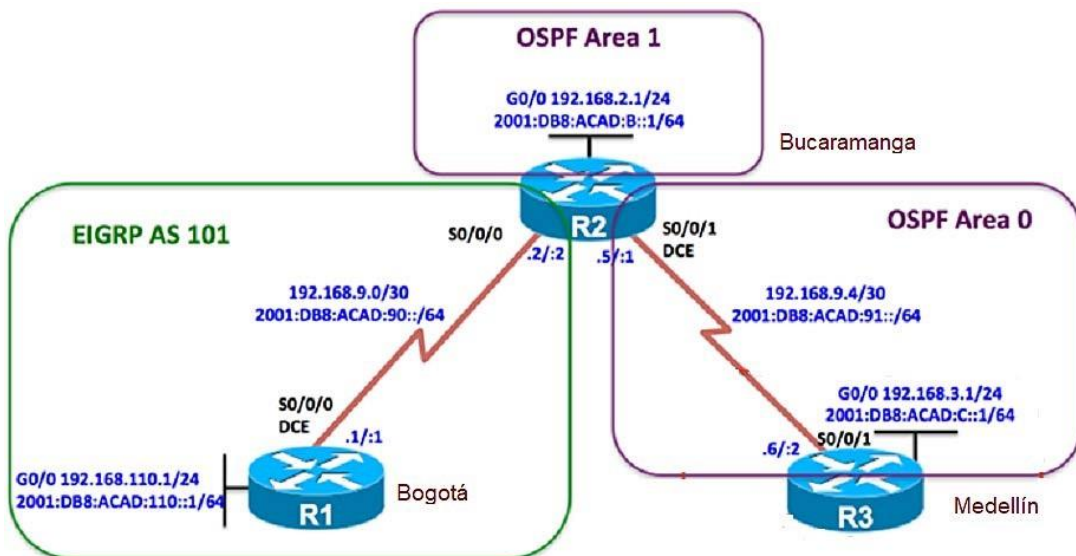 OSPF Area 1
G0/0 192.168.2.1/24
2001:DB8:ACAD:B::1/64
Bucaramanga
EIGRP AS 101
S0/0/0
R2
.2/:2
.5/:1
S0/0/1
DCE
OSPF Area 0
192.168.9.0/30
2001:DB8:ACAD:90::/64
192.168.9.4/30
2001:DB8:ACAD:91::/64
S0/0/0
DCE
.1/:1
G0/0 192.168.3.1/24
2001:DB8:ACAD:C::1/64
.6/:2
S0/0/1
G0/0 192.168.110.1/24
2001:DB8:ACAD:110::1/64
R1
Bogotá
R3
Medellín